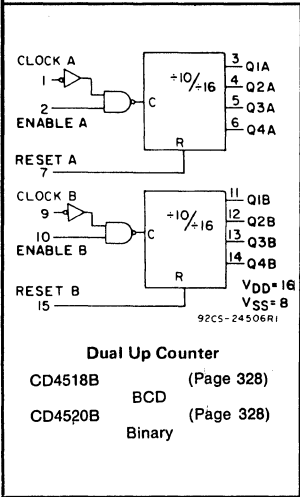 CLOCK A
1
2
ENABLE A
RESET A
7
÷10/÷16
C
R
3 Q1A
4 Q2A
5 Q3A
6 Q4A
CLOCK B
9
10
ENABLE B
RESET B
15
÷10/÷16
C
R
11 Q1B
12 Q2B
13 Q3B
14 Q4B
VDD=16
VSS=8
92CS-24506R1
Dual Up Counter
CD4518B (Page 328)
BCD
CD4520B (Page 328)
Binary